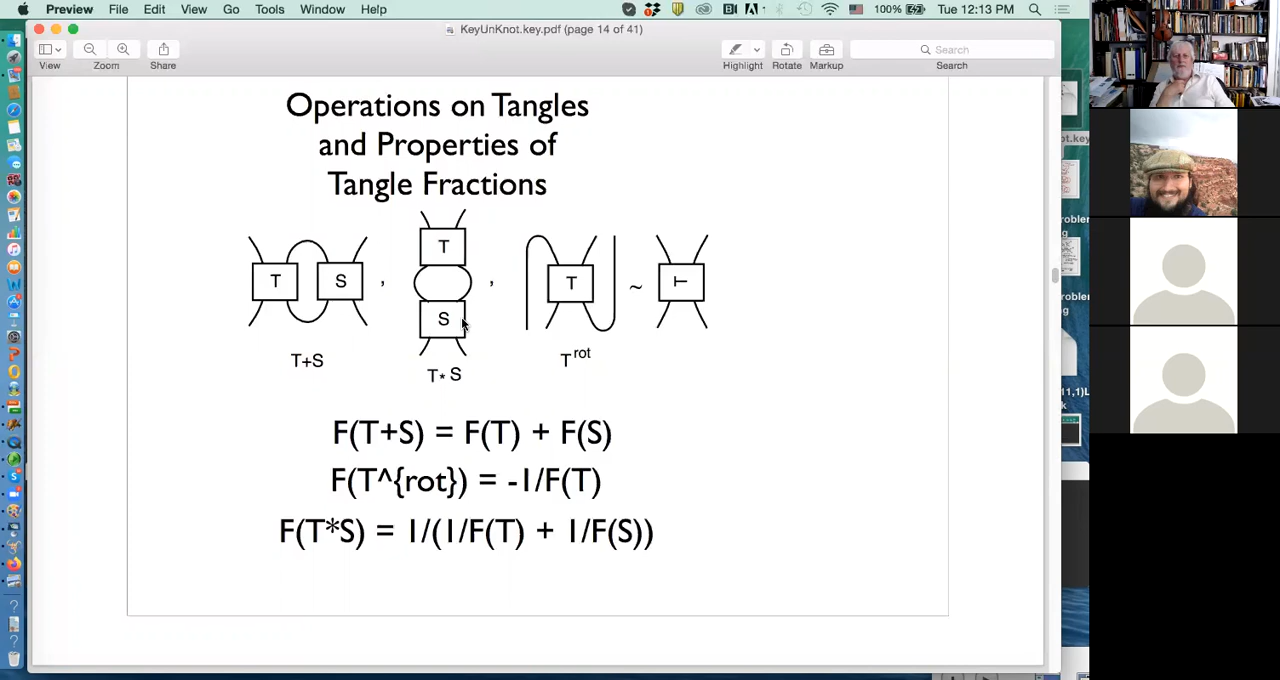 Preview File Edit View Go Tools Window Help 100% Tue 12:13 PM
KeyUnKnot.key.pdf (page 14 of 41)
View Zoom Share Highlight Rotate Markup Search
Search
Operations on Tangles
and Properties of
Tangle Fractions
T S , T S , T ~ T
T+S T * S T^rot
F(T+S) = F(T) + F(S)
F(T^{rot}) = -1/F(T)
F(T*S) = 1/(1/F(T) + 1/F(S))